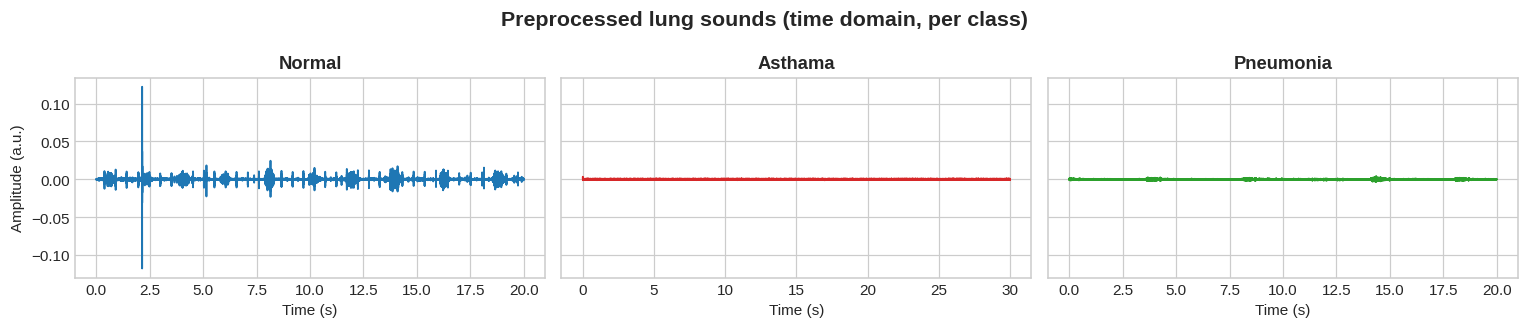 Preprocessed lung sounds (time domain, per class)
Normal
Asthama
Pneumonia
Amplitude (a.u.)
0.10
0.05
0.00
−0.05
−0.10
0.0 2.5 5.0 7.5 10.0 12.5 15.0 17.5 20.0
0 5 10 15 20 25 30
0.0 2.5 5.0 7.5 10.0 12.5 15.0 17.5 20.0
Time (s)
Time (s)
Time (s)